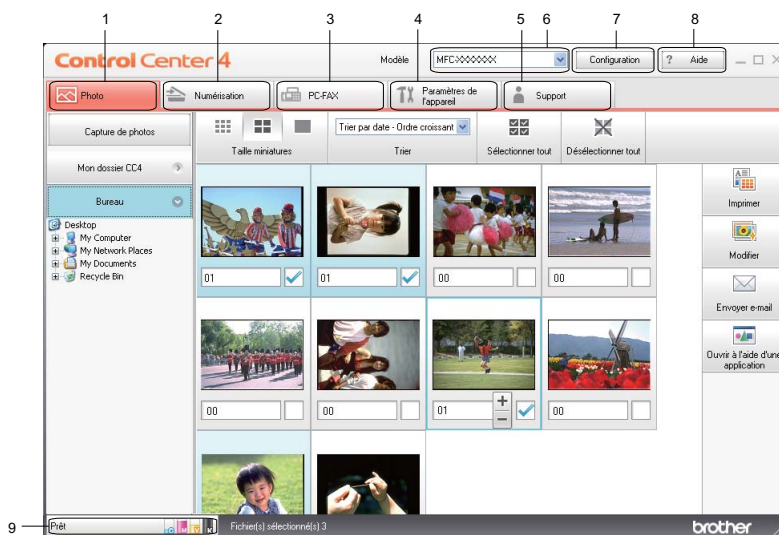 1 2 3 4 5 6 7 8
Control Center 4
Modèle MFC-XXXXXX Configuration ? Aide
Photo Numérisation PC-FAX Paramètres de l'appareil Support
Capture de photos
Mon dossier CC4
Bureau
Desktop
My Computer
My Network Places
My Documents
Recycle Bin
Taille miniatures
Trier par date - Ordre croissant
Trier
Sélectionner tout
Désélectionner tout
01 01 00 00
00 00 01 + - 00
Imprimer
Modifier
Envoyer e-mail
Ouvrir à l'aide d'une
application
9
Prêt
M Y K
Fichier(s) sélectionné(s) 3
brother